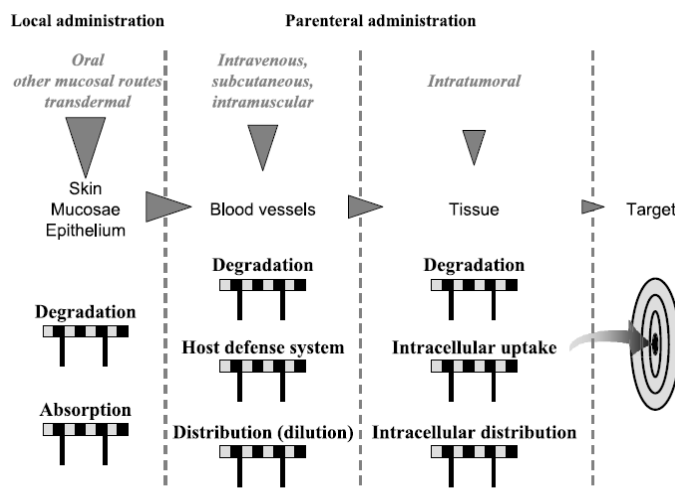 Local administration
Parenteral administration
Oral
other mucosal routes
transdermal
Intravenous,
subcutaneous,
intramuscular
Intratumoral
Skin
Mucosae
Epithelium
Blood vessels
Tissue
Target
Degradation
Absorption
Degradation
Host defense system
Distribution (dilution)
Degradation
Intracellular uptake
Intracellular distribution